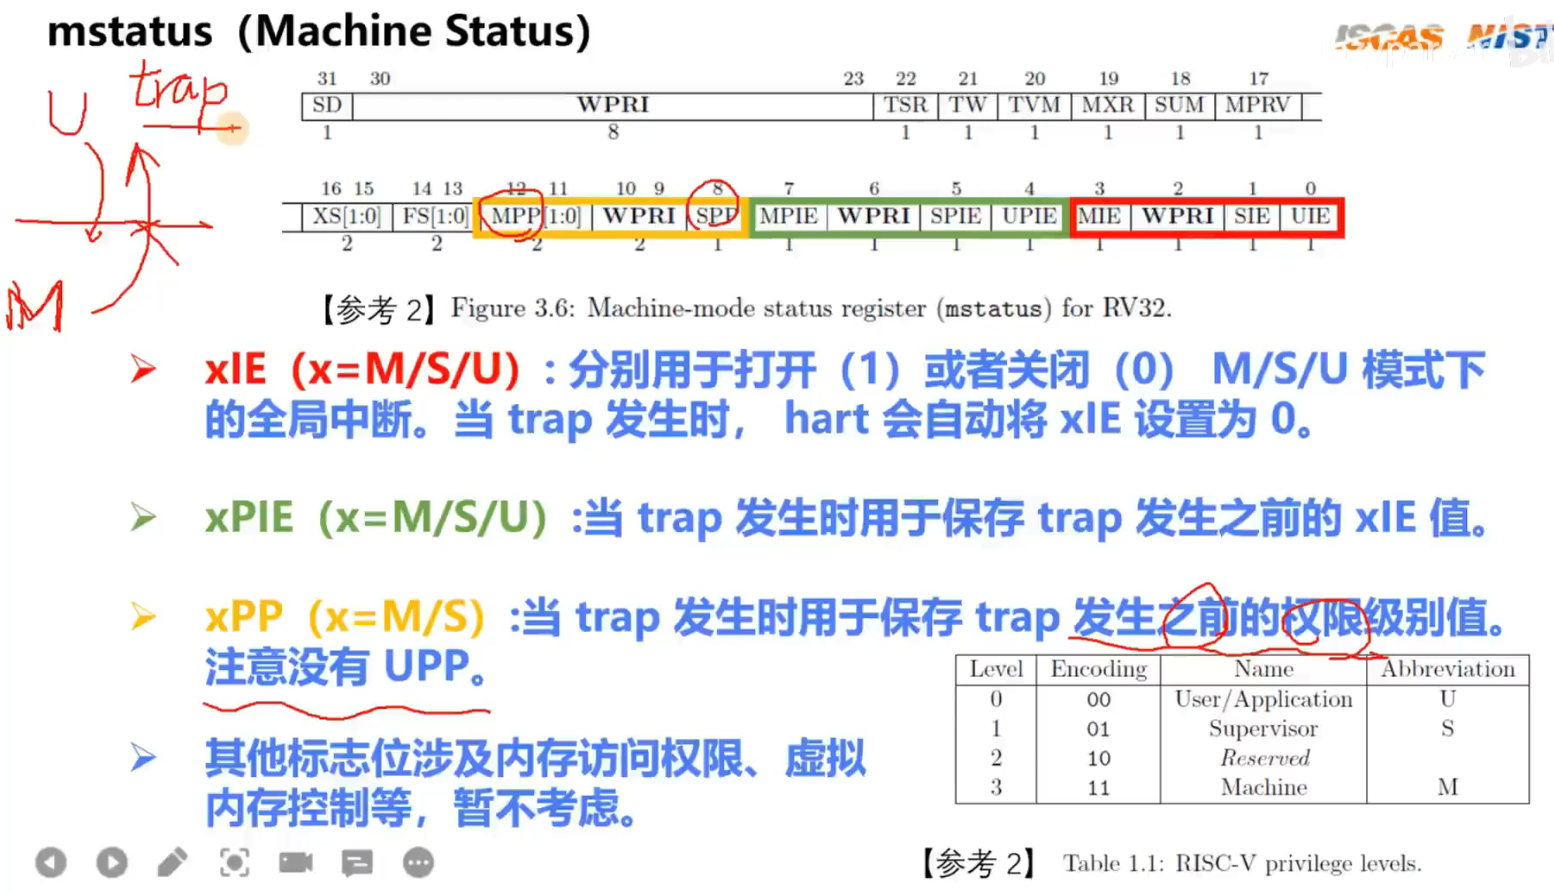 mstatus（Machine Status）
ISCAS
trap
U
M
31 30 23 22 21 20 19 18 17
SD WPRI TSR TW TVM MXR SUM MPRV
1 8 1 1 1 1 1 1
16 15 14 13 12 11 10 9 8 7 6 5 4 3 2 1 0
XS[1:0] FS[1:0] MPP[1:0] WPRI SPP MPIE WPRI SPIE UPIE MIE WPRI SIE UIE
2 2 2 2 1 1 1 1 1 1 1 1 1
【参考 2】Figure 3.6: Machine-mode status register (mstatus) for RV32.
xIE（x=M/S/U）: 分别用于打开（1）或者关闭（0） M/S/U 模式下
的全局中断。当 trap 发生时， hart 会自动将 xIE 设置为 0。
xPIE（x=M/S/U）:当 trap 发生时用于保存 trap 发生之前的 xIE 值。
xPP（x=M/S）:当 trap 发生时用于保存 trap 发生之前的权限级别值。
注意没有 UPP。
其他标志位涉及内存访问权限、虚拟
内存控制等，暂不考虑。
Level Encoding Name Abbreviation
0 00 User/Application U
1 01 Supervisor S
2 10 Reserved
3 11 Machine M
【参考 2】 Table 1.1: RISC-V privilege levels.